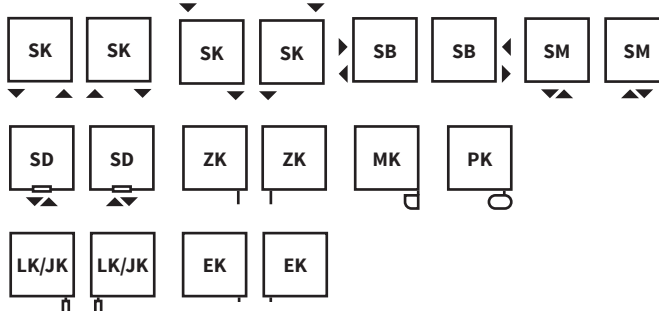 SK SK SK SK SB SB SM SM
SD SD ZK ZK MK PK
LK/JK LK/JK EK EK